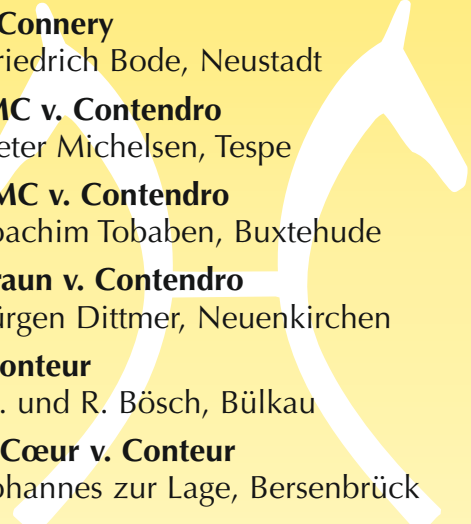 Connery
riedrich Bode, Neustadt
MC v. Contendro
eter Michelsen, Tespe
MC v. Contendro
oachim Tobaben, Buxtehude
raun v. Contendro
ürgen Dittmer, Neuenkirchen
onteur
. und R. Bösch, Bülkau
Cœur v. Conteur
ohannes zur Lage, Bersenbrück